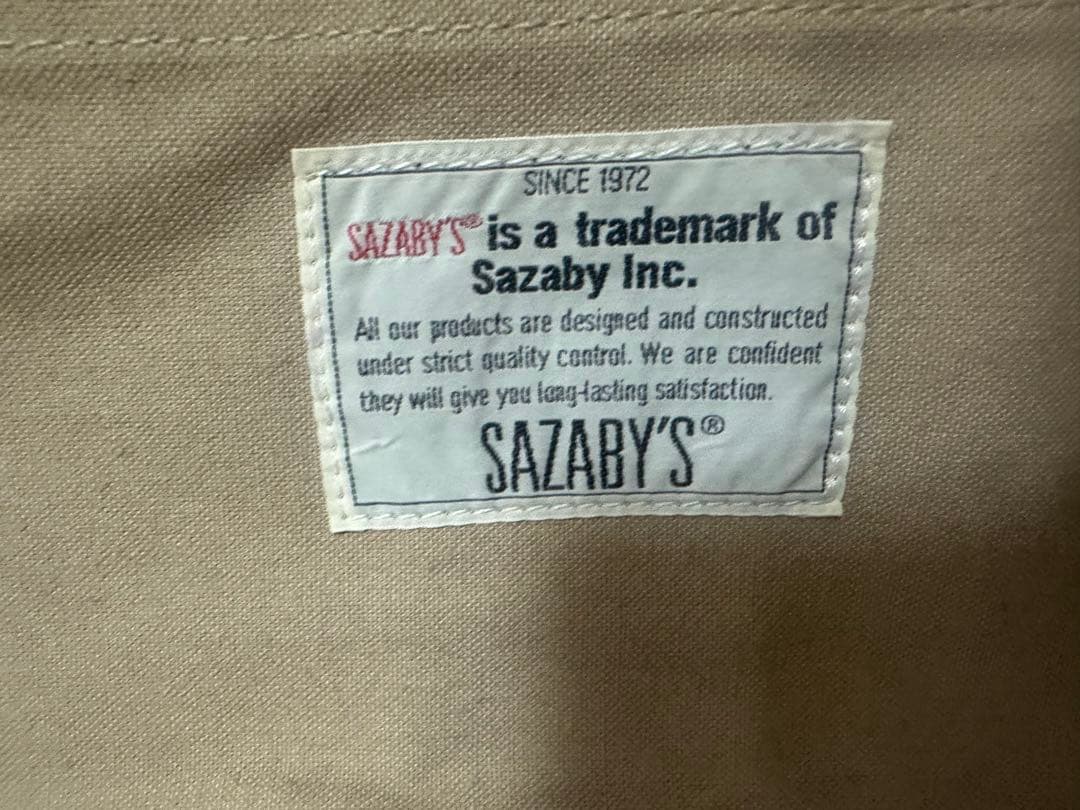 SINCE 1972
SAZABY'S® is a trademark of
Sazaby Inc.
All our products are designed and constructed
under strict quality control. We are confident
they will give you long-lasting satisfaction.
SAZABY'S®